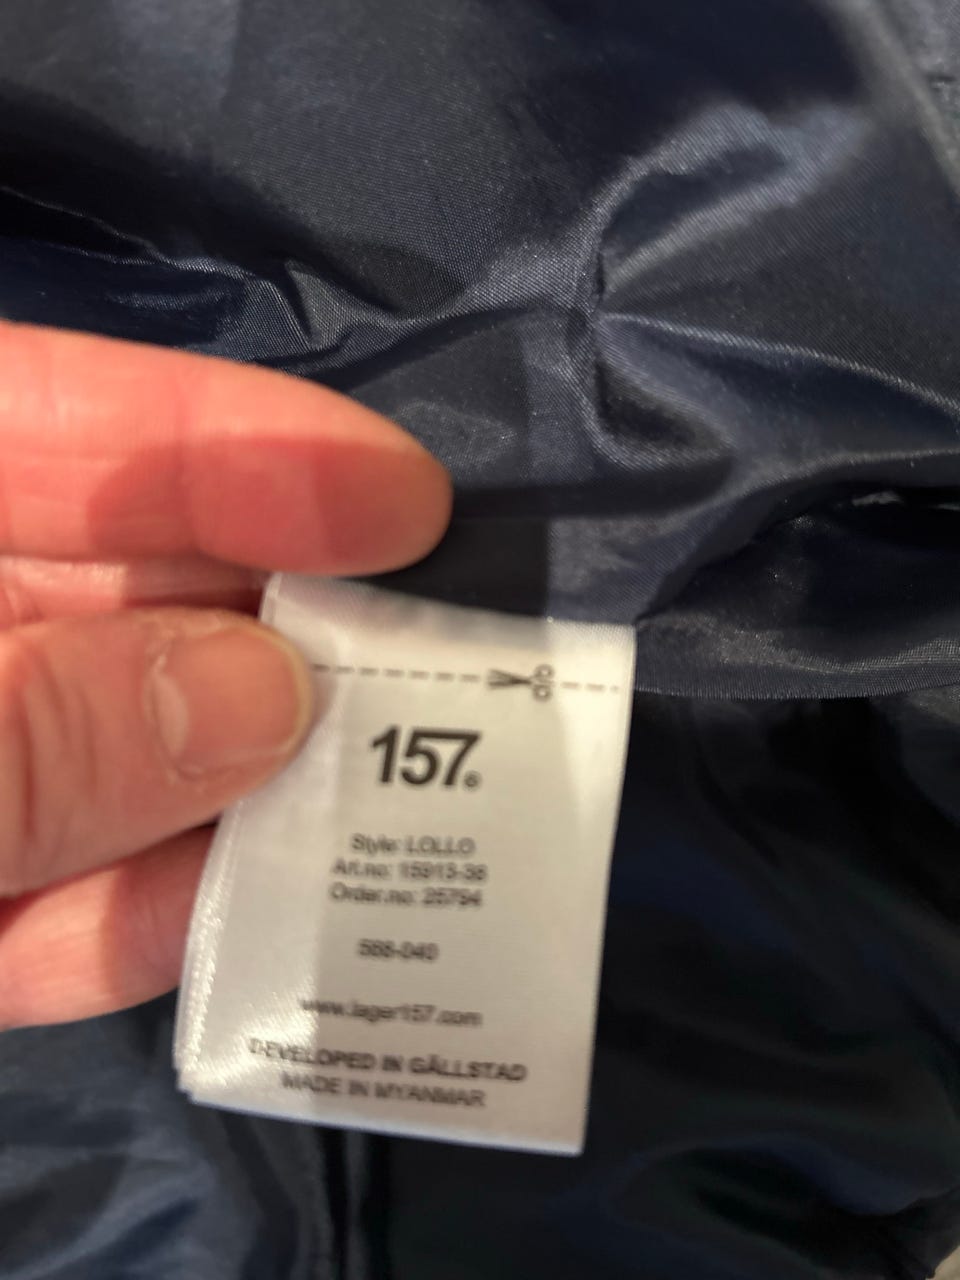 157.
Style: LOLLO
Art.no: 15913-38
Order.no: 25794
568-040
www.lager157.com
DEVELOPED IN GÄLLSTAD
MADE IN MYANMAR